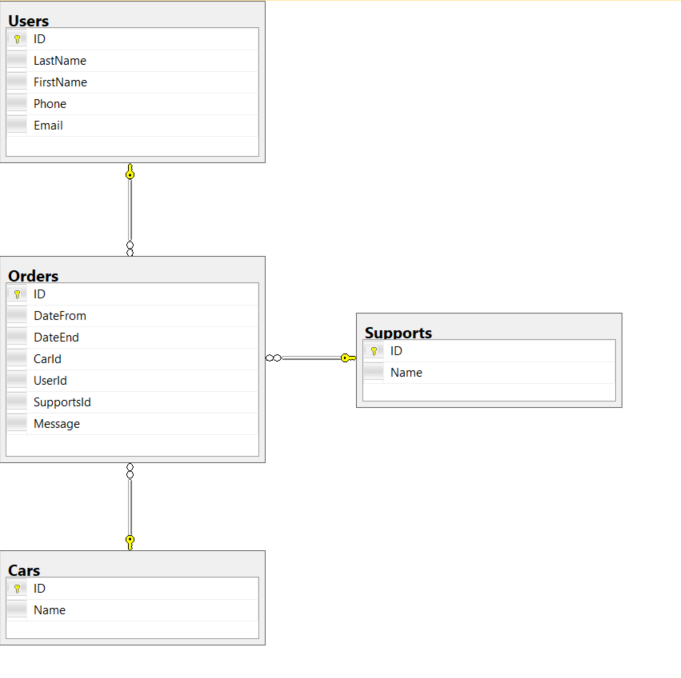 Users
ID
LastName
FirstName
Phone
Email
Orders
ID
DateFrom
DateEnd
CarId
UserId
SupportsId
Message
Supports
ID
Name
Cars
ID
Name